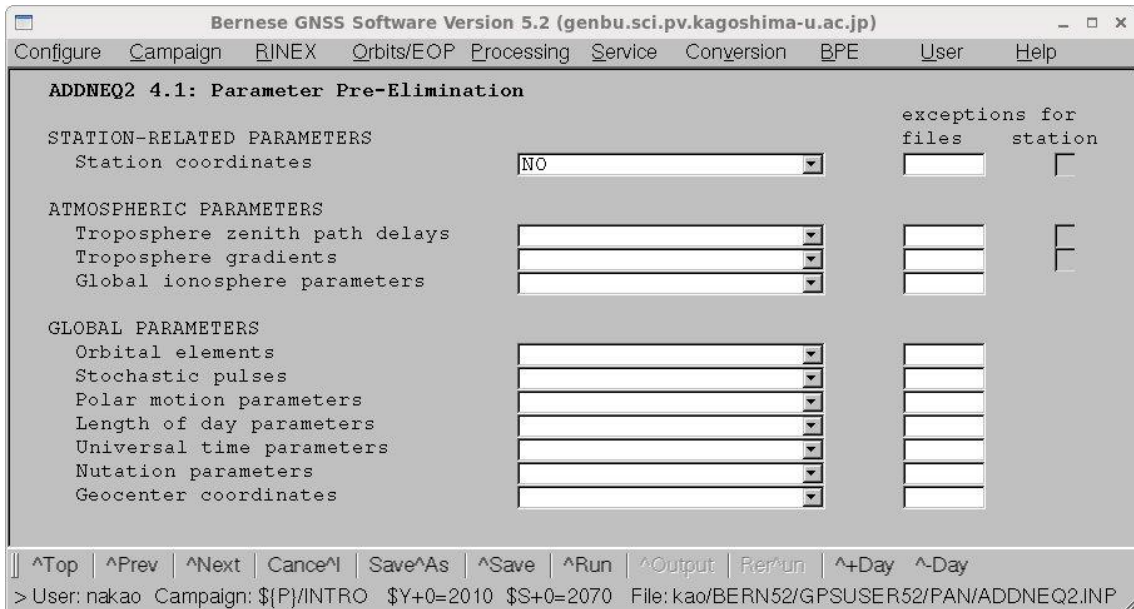 Bernese GNSS Software Version 5.2 (genbu.sci.pv.kagoshima-u.ac.jp)
Configure Campaign RINEX Orbits/EOP Processing Service Conversion BPE User Help
ADDNEQ2 4.1: Parameter Pre-Elimination
exceptions for
STATION-RELATED PARAMETERS files station
Station coordinates NO
ATMOSPHERIC PARAMETERS
Troposphere zenith path delays
Troposphere gradients
Global ionosphere parameters
GLOBAL PARAMETERS
Orbital elements
Stochastic pulses
Polar motion parameters
Length of day parameters
Universal time parameters
Nutation parameters
Geocenter coordinates
^Top ^Prev ^Next Cance^l Save^As ^Save ^Run ^Output Rer^un ^+Day ^-Day
> User: nakao Campaign: ${P}/INTRO $Y+0=2010 $S+0=2070 File: kao/BERN52/GPSUSER52/PAN/ADDNEQ2.INP